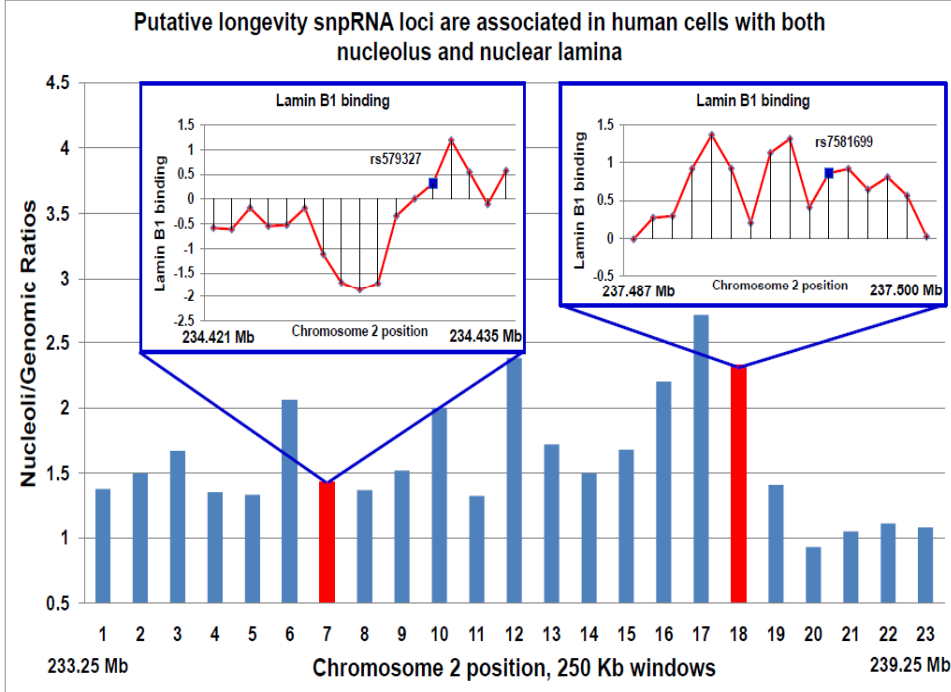 Putative longevity snpRNA loci are associated in human cells with both
nucleolus and nuclear lamina
Nucleoli/Genomic Ratios
4.5
4
3.5
3
2.5
2
1.5
1
0.5
Lamin B1 binding
Lamin B1 binding
1.5
1
0.5
0
-0.5
-1
-1.5
-2
-2.5
rs579327
Chromosome 2 position
234.421 Mb
234.435 Mb
Lamin B1 binding
Lamin B1 binding
1.5
1
0.5
0
-0.5
rs7581699
Chromosome 2 position
237.487 Mb
237.500 Mb
1 2 3 4 5 6 7 8 9 10 11 12 13 14 15 16 17 18 19 20 21 22 23
233.25 Mb
Chromosome 2 position, 250 Kb windows
239.25 Mb